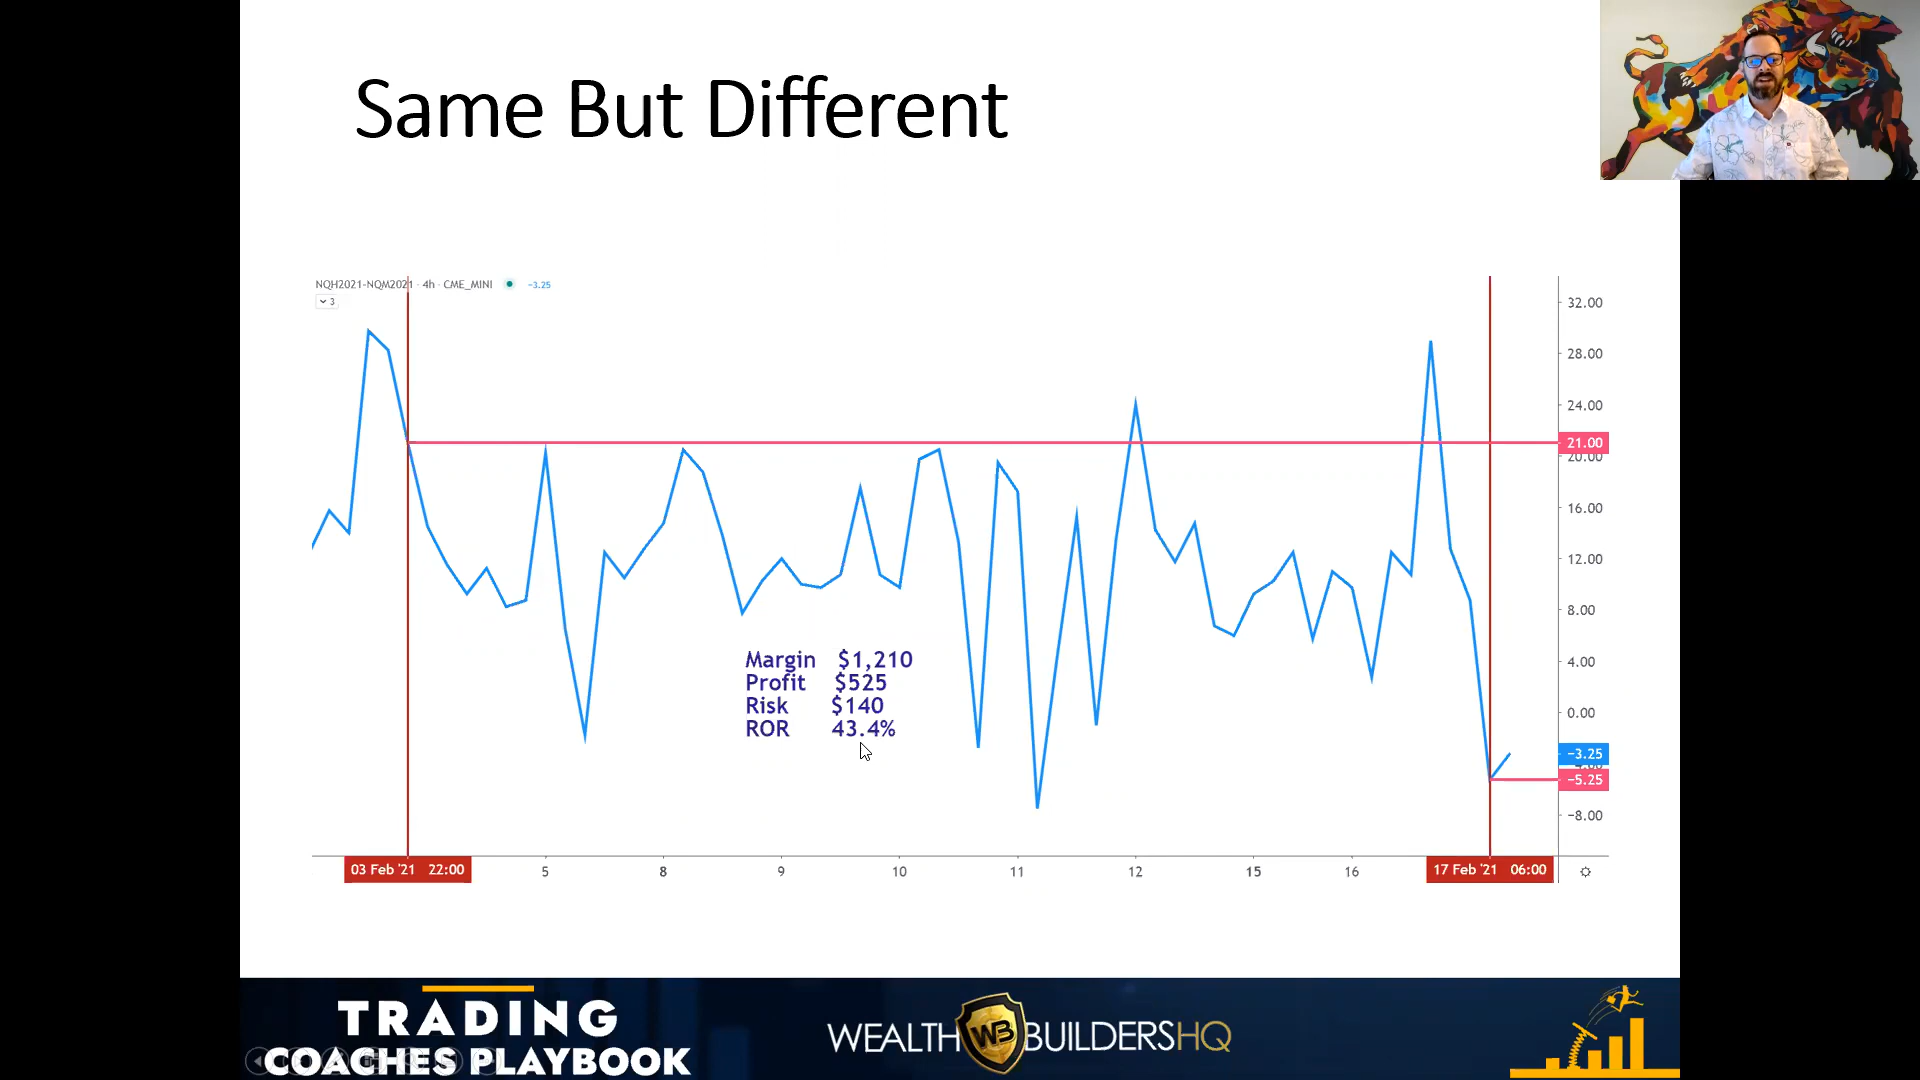 Same But Different
NQH2021-NQM2021 · 4h · CME_MINI −3.25
3
32.00
28.00
24.00
21.00
20.00
16.00
12.00
8.00
4.00
0.00
−3.25
−5.25
−8.00
Margin $1,210
Profit $525
Risk $140
ROR 43.4%
03 Feb '21 22:00 5 8 9 10 11 12 15 16 17 Feb '21 06:00
TRADING
COACHES PLAYBOOK
WEALTH WB BUILDERSHQ